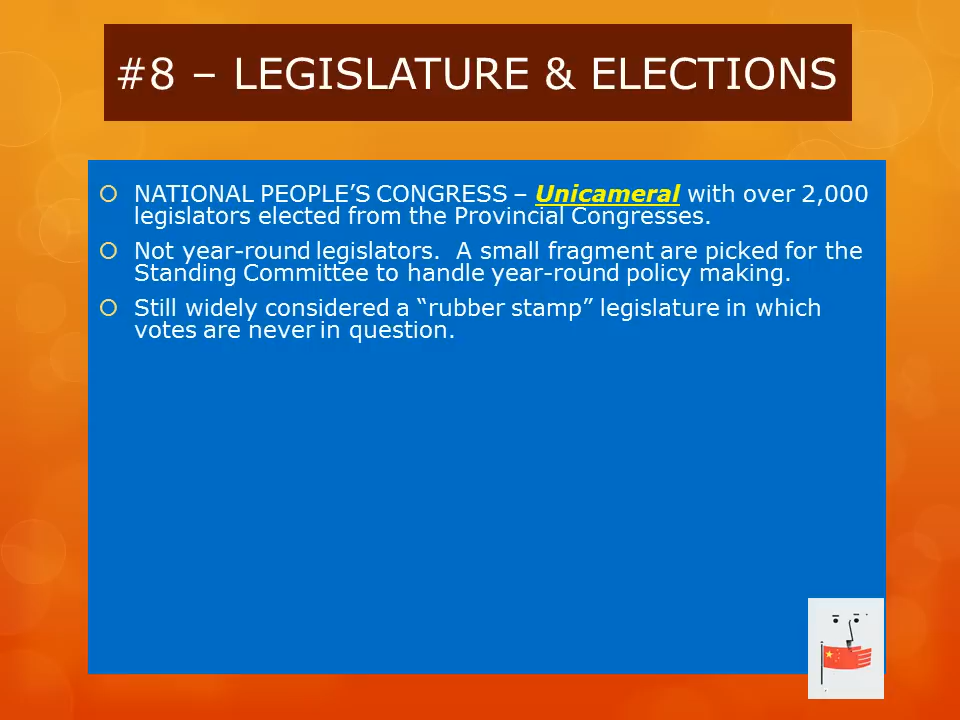 #8 – LEGISLATURE & ELECTIONS
NATIONAL PEOPLE’S CONGRESS – Unicameral with over 2,000
legislators elected from the Provincial Congresses.
Not year-round legislators.  A small fragment are picked for the
Standing Committee to handle year-round policy making.
Still widely considered a “rubber stamp” legislature in which
votes are never in question.